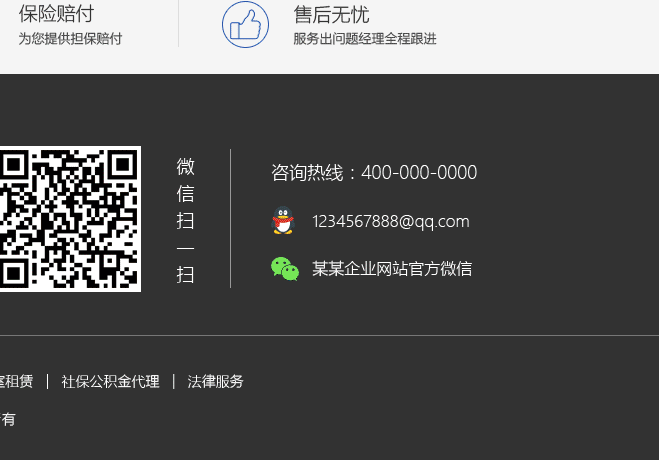 保险赔付
为您提供担保赔付
售后无忧
服务出问题经理全程跟进
微信扫一扫
咨询热线：400-000-0000
1234567888@qq.com
某某企业网站官方微信
室租赁 | 社保公积金代理 | 法律服务
有